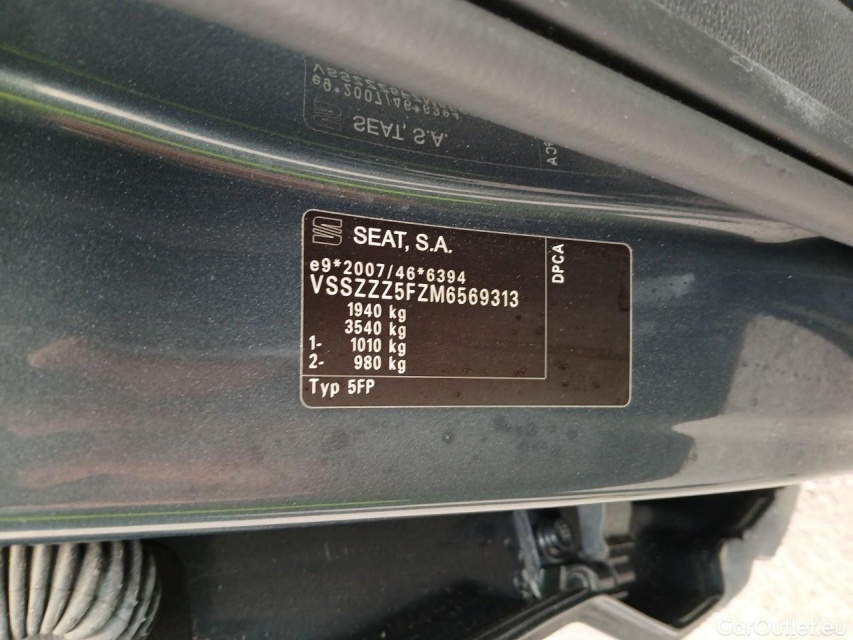 SEAT, S.A.
e9*2007/46*6394
VSSZZZ5FZM6569313
1940 kg
3540 kg
1- 1010 kg
2- 980 kg
Typ 5FP
DPCA
CarOutlet.eu